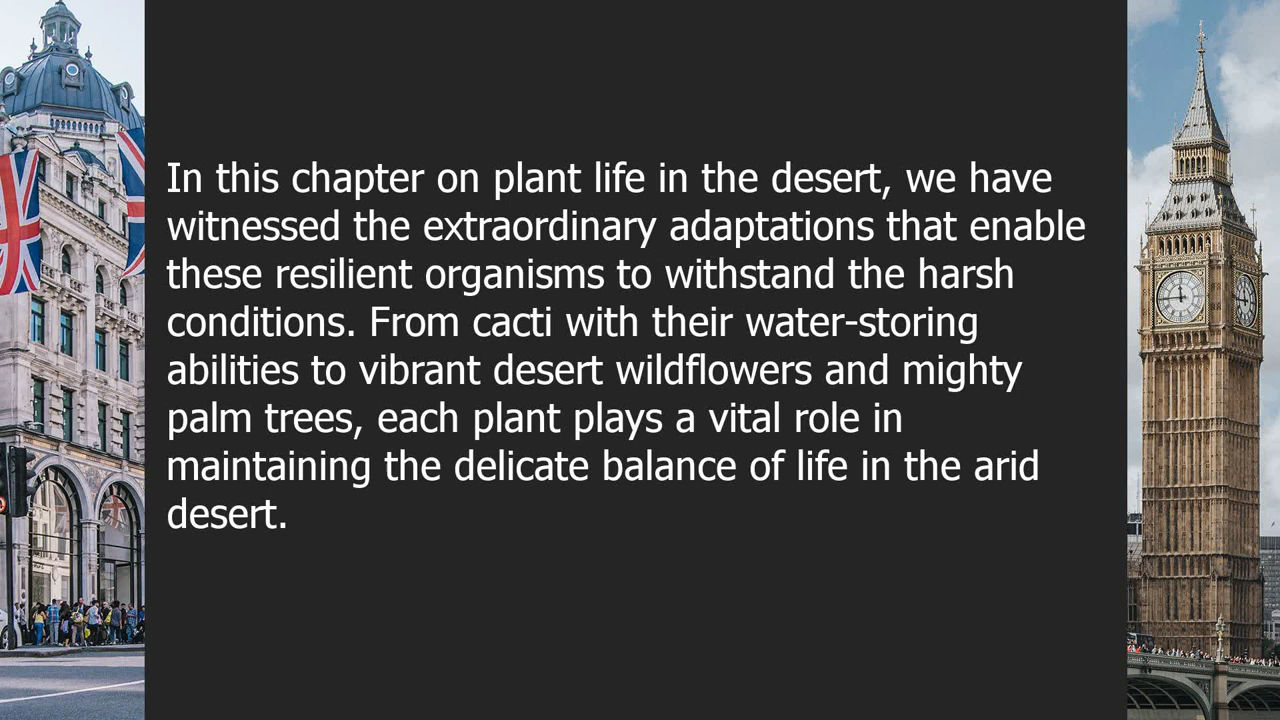 In this chapter on plant life in the desert, we have
witnessed the extraordinary adaptations that enable
these resilient organisms to withstand the harsh
conditions. From cacti with their water-storing
abilities to vibrant desert wildflowers and mighty
palm trees, each plant plays a vital role in
maintaining the delicate balance of life in the arid
desert.